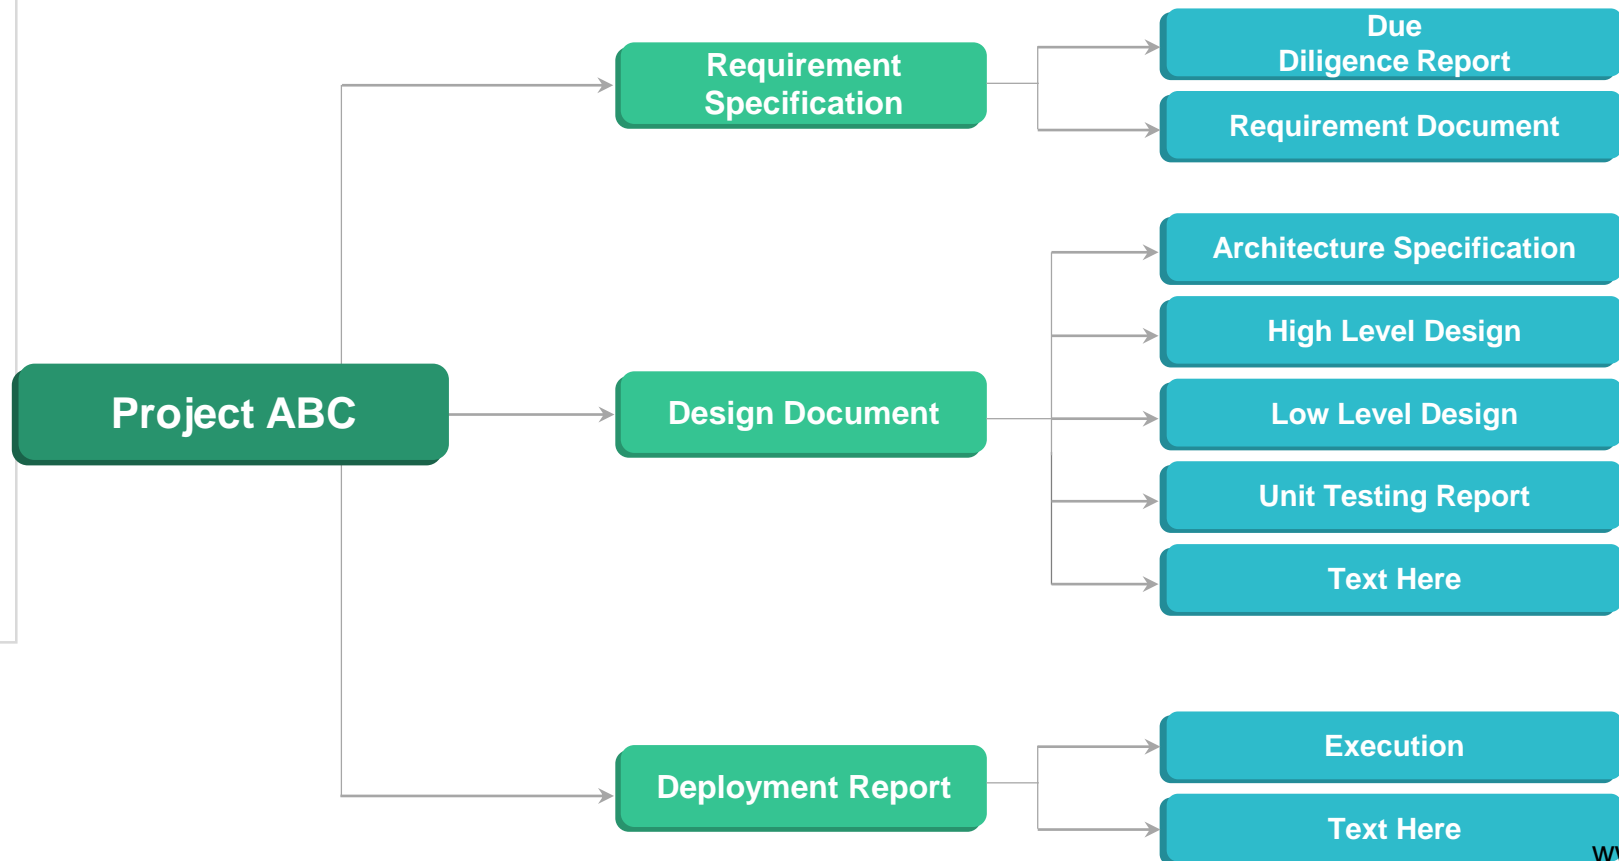 Project ABC
Requirement
Specification
Due
Diligence Report
Requirement Document
Design Document
Architecture Specification
High Level Design
Low Level Design
Unit Testing Report
Text Here
Deployment Report
Execution
Text Here